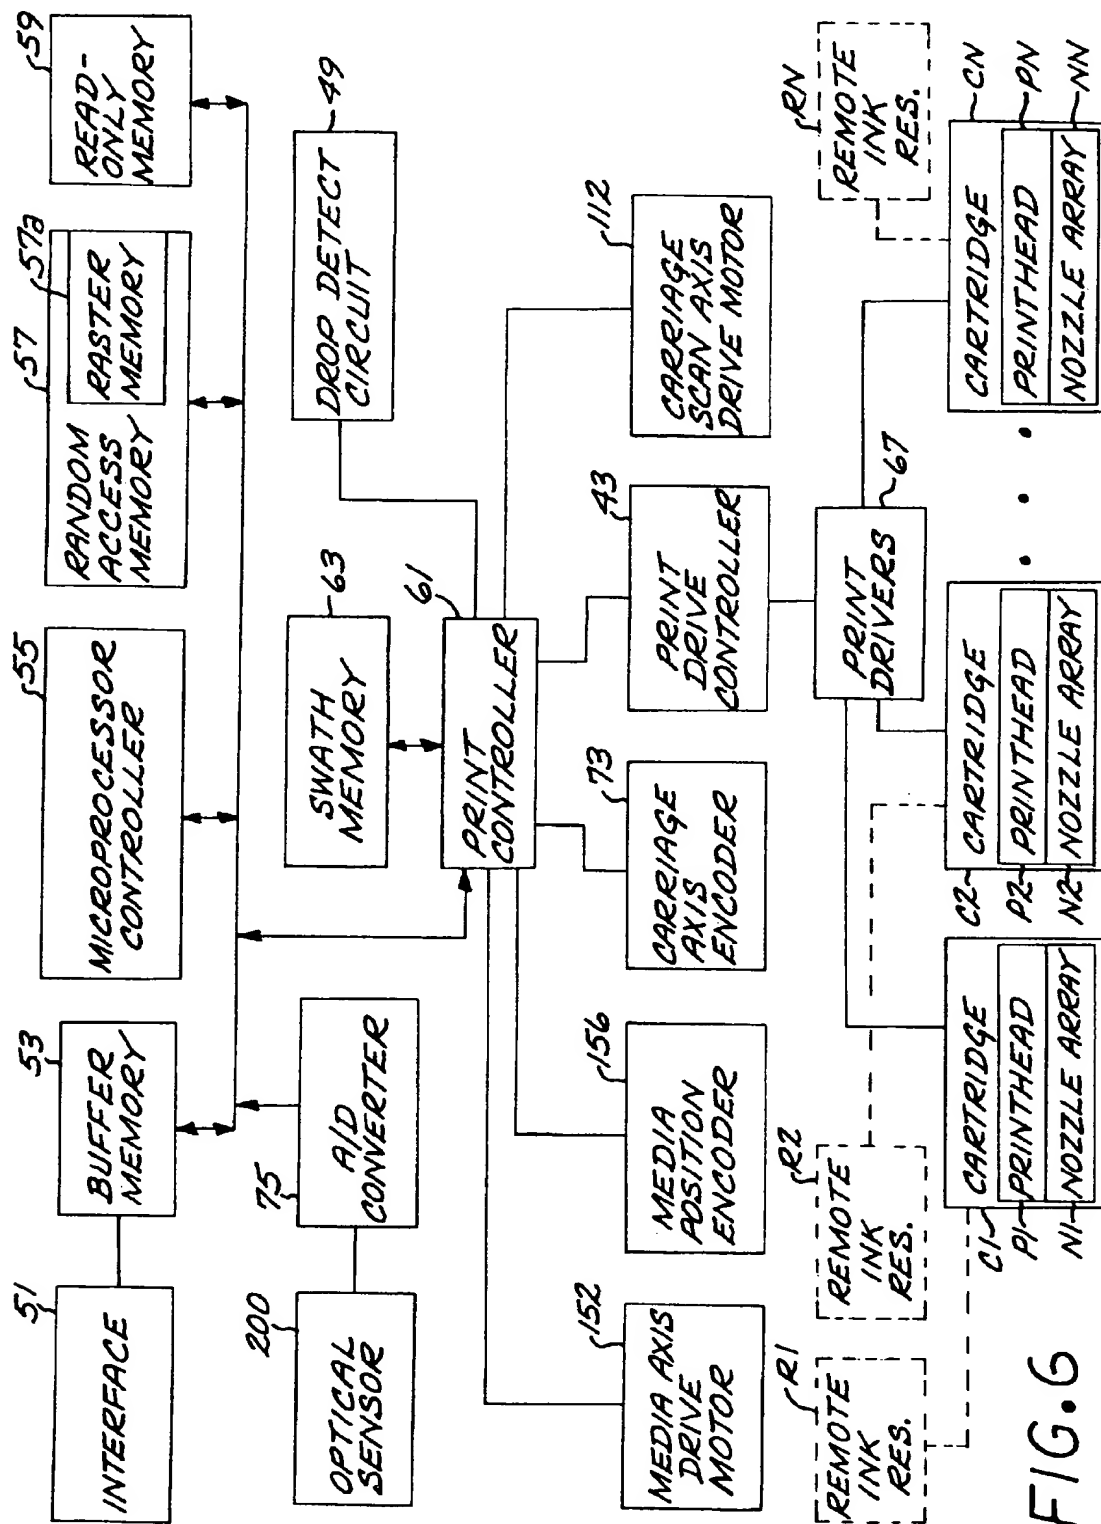 51
INTERFACE
53
BUFFER
MEMORY
55
MICROPROCESSOR
CONTROLLER
57
RANDOM
ACCESS
MEMORY
57a
RASTER
MEMORY
59
READ-
ONLY
MEMORY
200
OPTICAL
SENSOR
75
A/D
CONVERTER
63
SWATH
MEMORY
49
DROP DETECT
CIRCUIT
61
PRINT
CONTROLLER
152
MEDIA AXIS
DRIVE
MOTOR
156
MEDIA
POSITION
ENCODER
73
CARRIAGE
AXIS
ENCODER
43
PRINT
DRIVE
CONTROLLER
112
CARRIAGE
SCAN AXIS
DRIVE MOTOR
R1
REMOTE
INK
RES.
R2
REMOTE
INK
RES.
PRINT
DRIVERS
67
RN
REMOTE
INK
RES.
C1
CARTRIDGE
P1
PRINTHEAD
N1
NOZZLE ARRAY
C2
CARTRIDGE
P2
PRINTHEAD
N2
NOZZLE ARRAY
CARTRIDGE
CN
PRINTHEAD
PN
NOZZLE ARRAY
NN
FIG.6